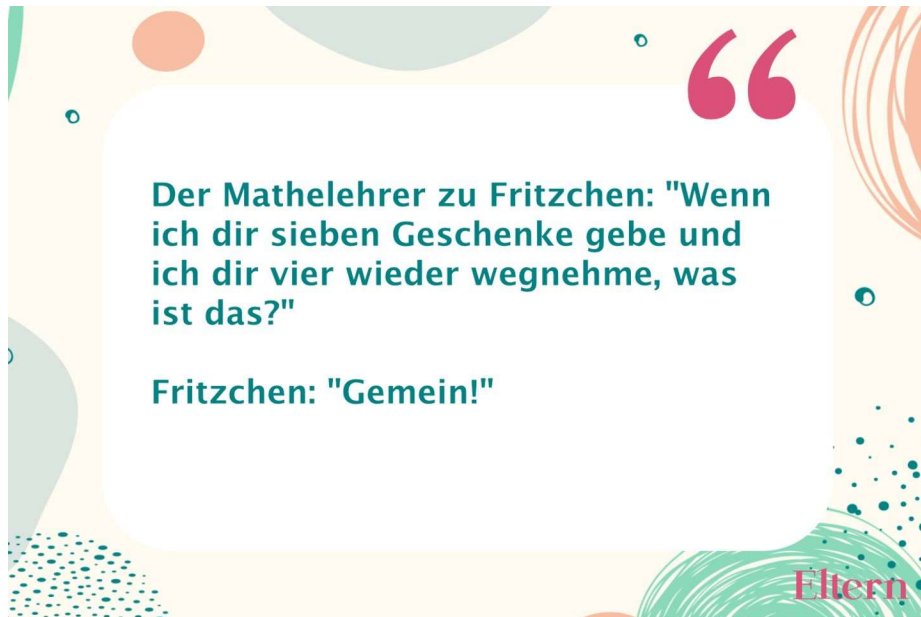 Der Mathelehrer zu Fritzchen: "Wenn
ich dir sieben Geschenke gebe und
ich dir vier wieder wegnehme, was
ist das?"
Fritzchen: "Gemein!"
Eltern